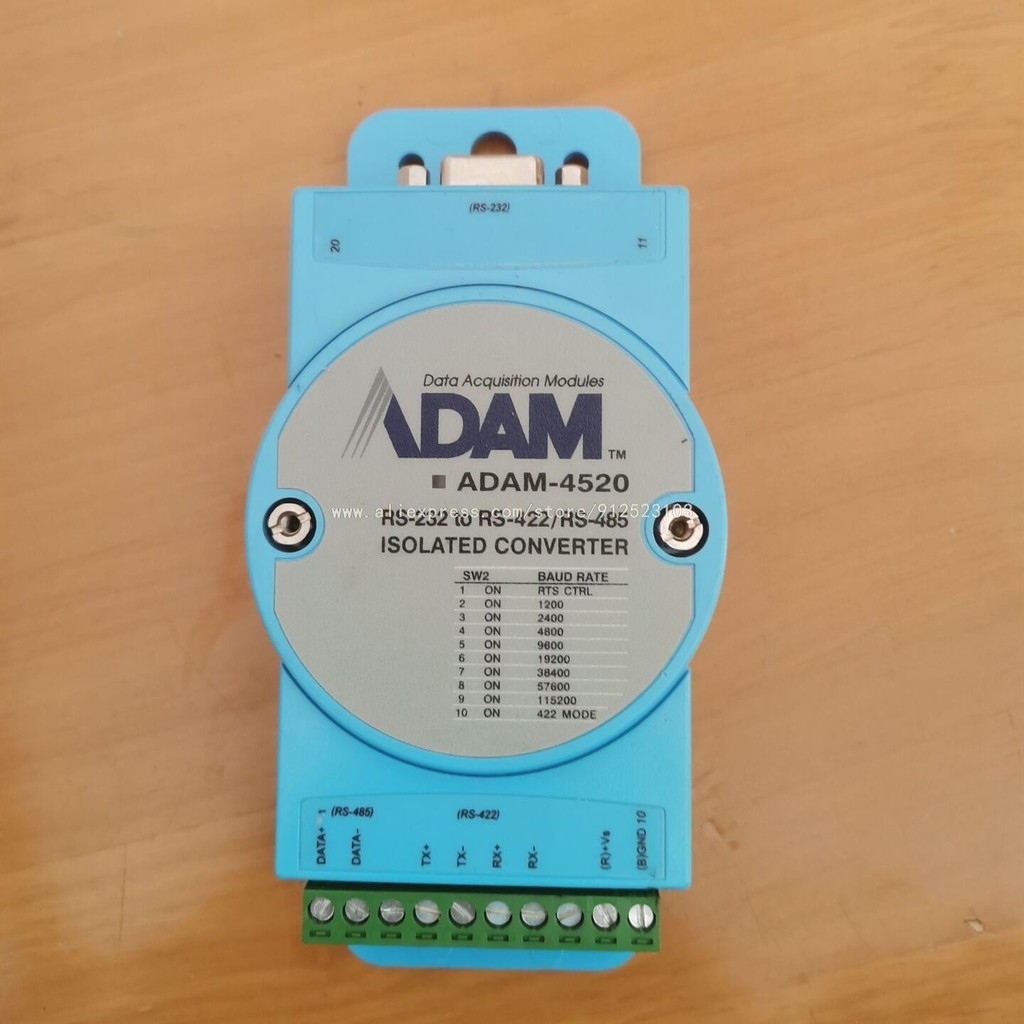 (RS-232)
20
11
Data Acquisition Modules
ADAM™
ADAM-4520
www.aliexpress.com/store/912523108
RS-232 to RS-422/RS-485
ISOLATED CONVERTER
SW2 BAUD RATE
1 ON RTS CTRL
2 ON 1200
3 ON 2400
4 ON 4800
5 ON 9600
6 ON 19200
7 ON 38400
8 ON 57600
9 ON 115200
10 ON 422 MODE
(RS-485) (RS-422)
DATA+ 1
DATA-
TX+
TX-
RX+
RX-
(R)+Vs
(B)GND 10